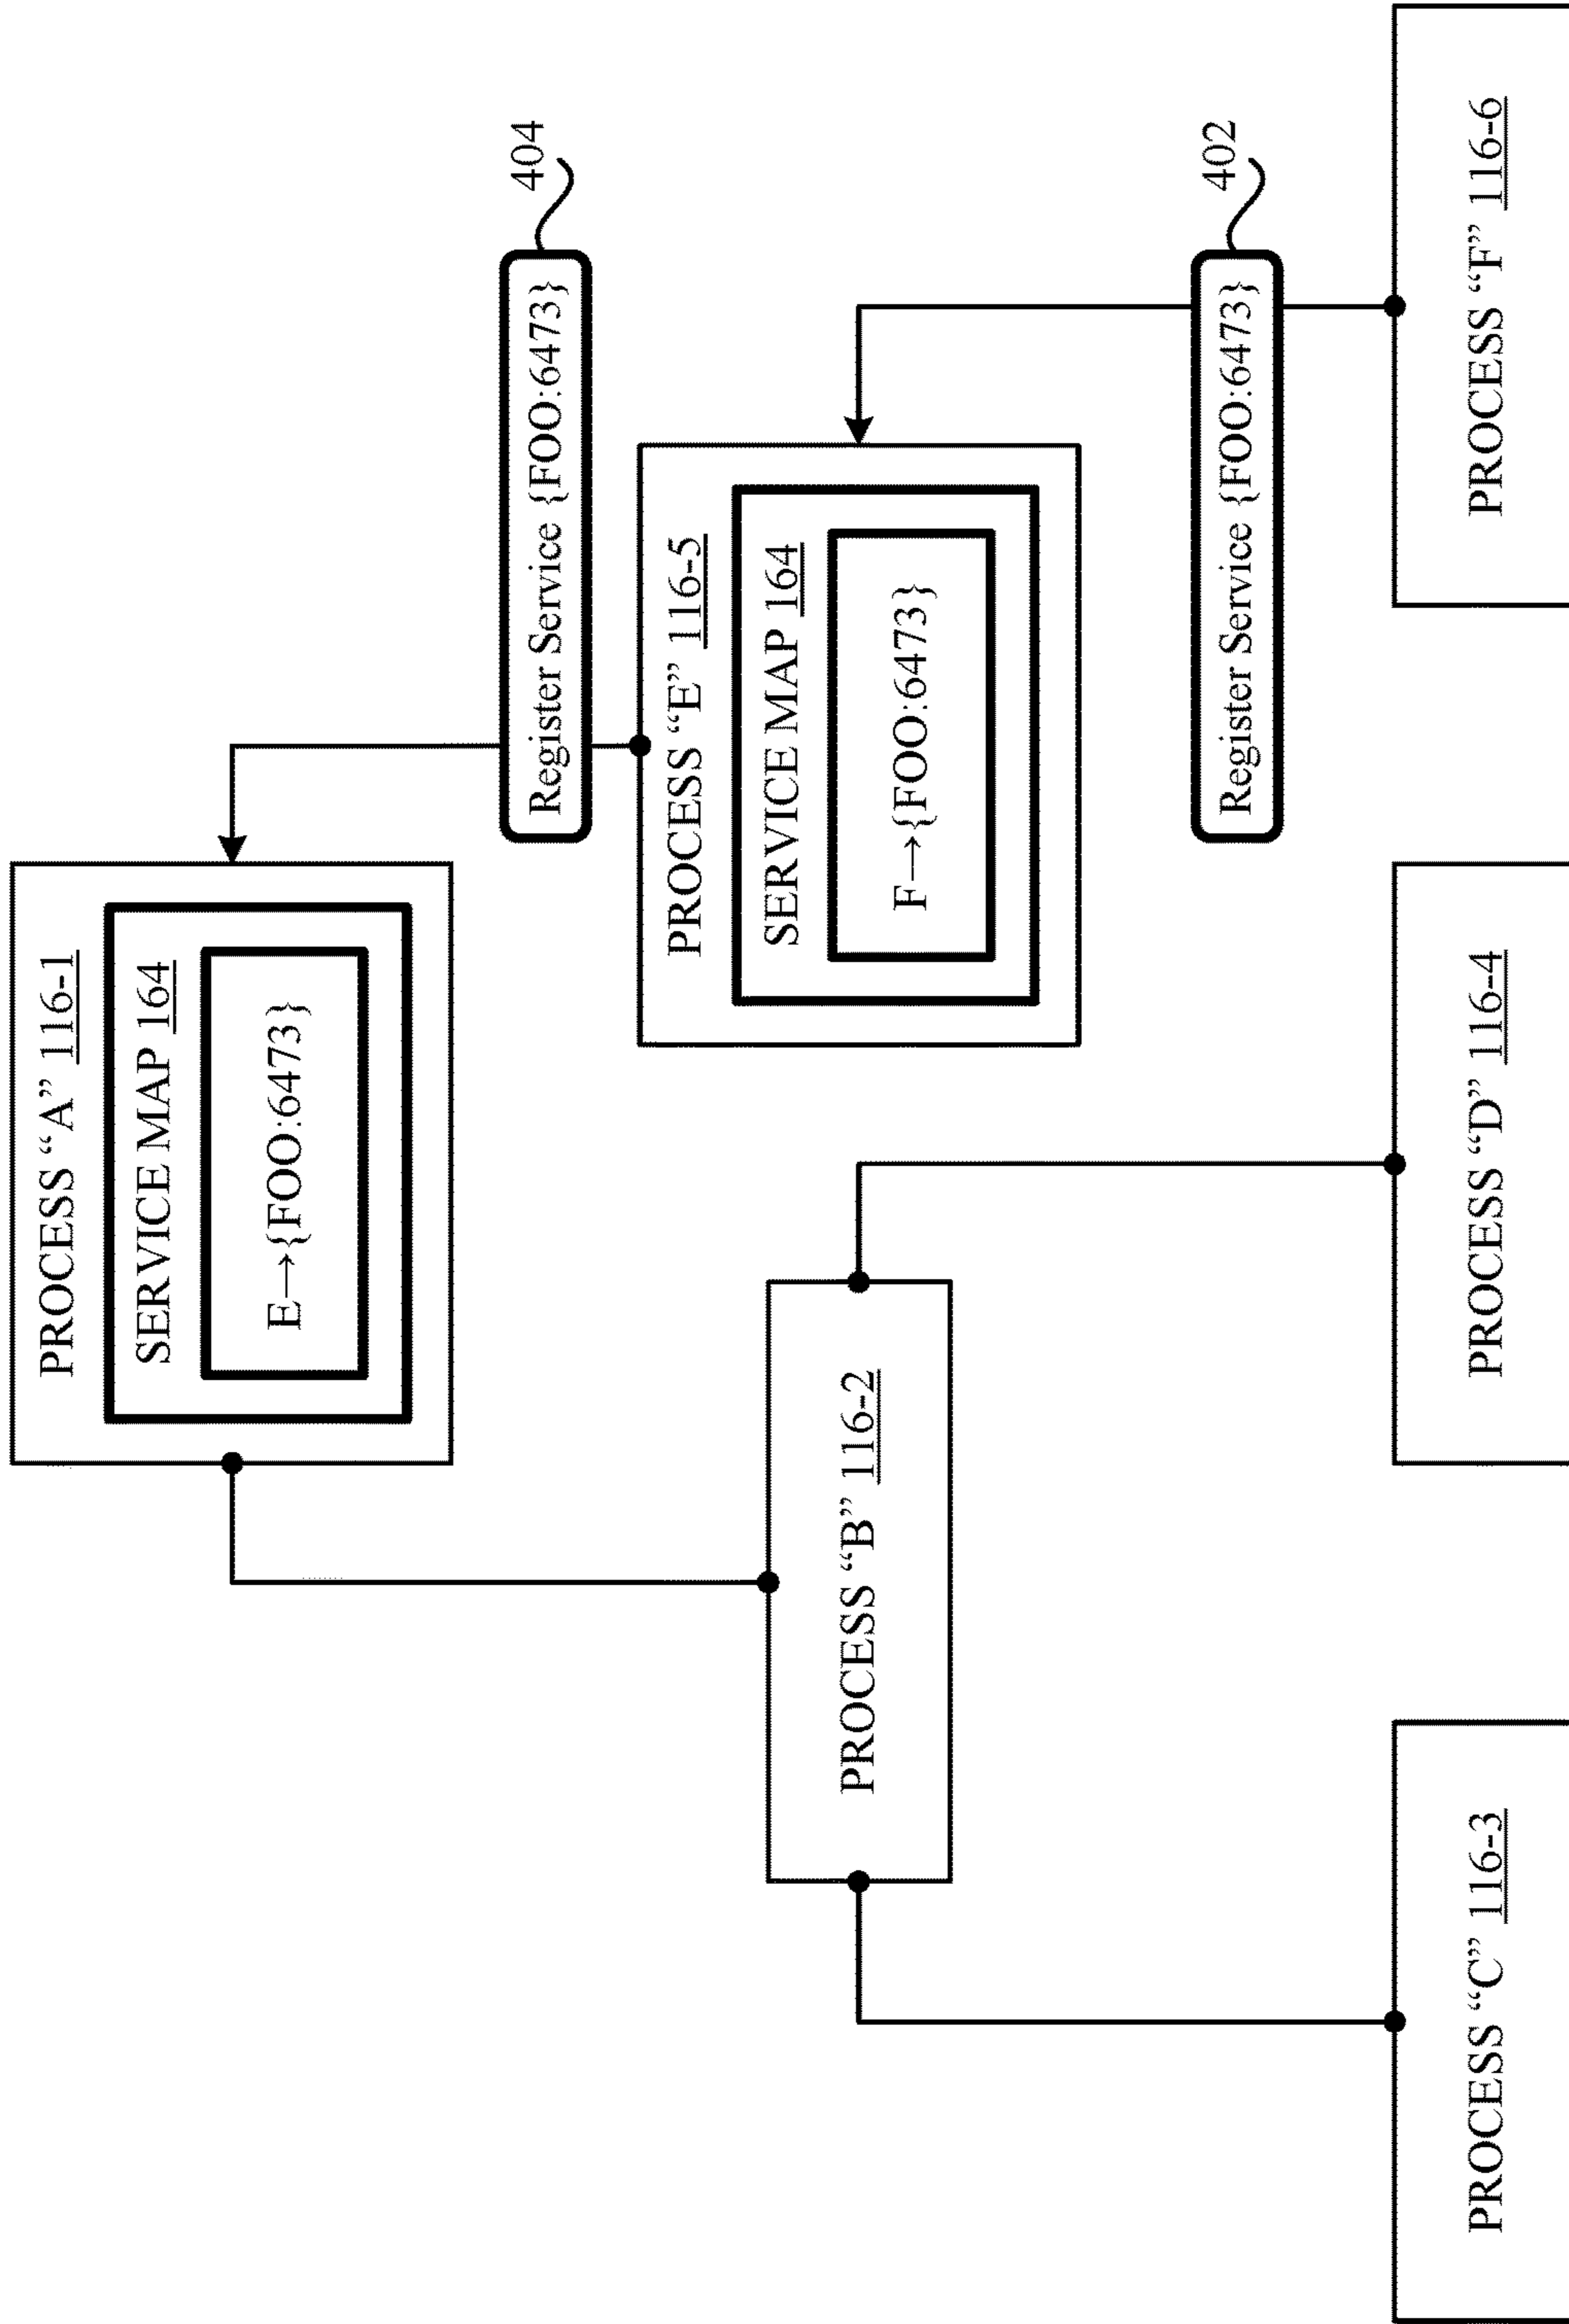 PROCESS “A” 116-1
SERVICE MAP 164
E→{FOO:6473}
404
Register Service {FOO:6473}
PROCESS “E” 116-5
SERVICE MAP 164
F→{FOO:6473}
PROCESS “B” 116-2
402
Register Service {FOO:6473}
PROCESS “C” 116-3
PROCESS “D” 116-4
PROCESS “F” 116-6